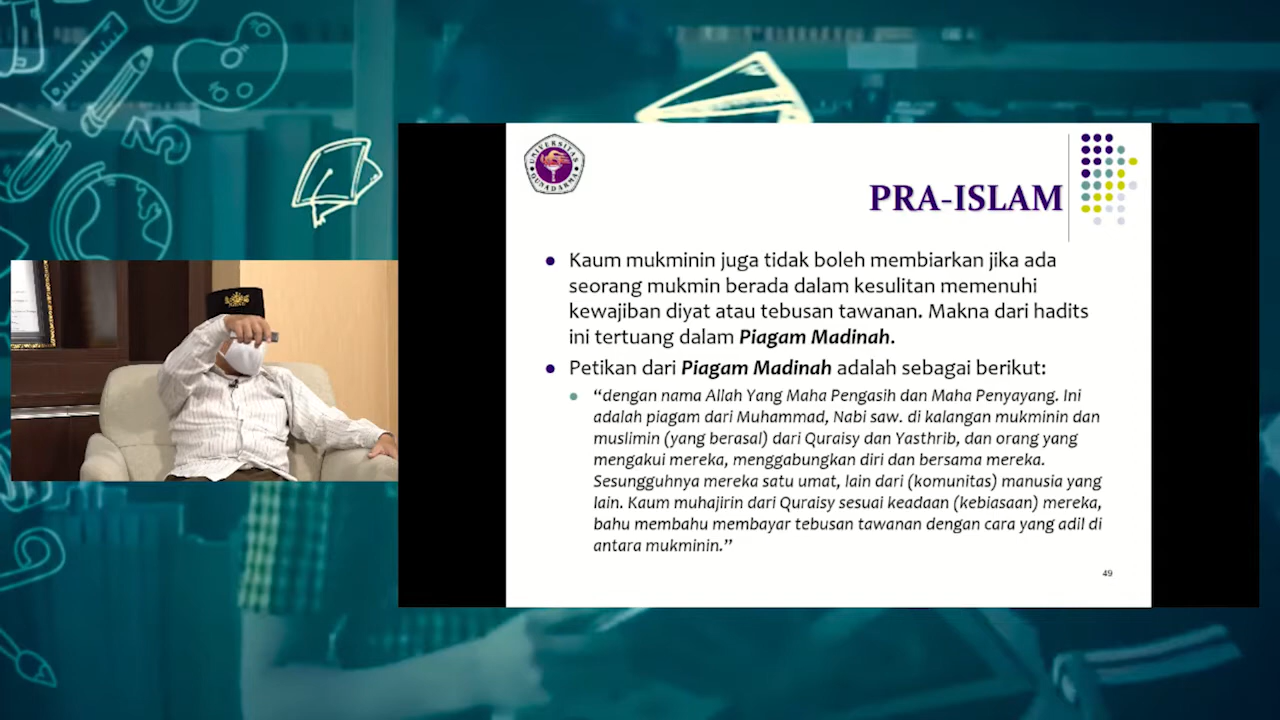 UNIVERSITAS
GUNADARMA
PRA-ISLAM
Kaum mukminin juga tidak boleh membiarkan jika ada
seorang mukmin berada dalam kesulitan memenuhi
kewajiban diyat atau tebusan tawanan. Makna dari hadits
ini tertuang dalam Piagam Madinah.
Petikan dari Piagam Madinah adalah sebagai berikut:
“dengan nama Allah Yang Maha Pengasih dan Maha Penyayang. Ini
adalah piagam dari Muhammad, Nabi saw. di kalangan mukminin dan
muslimin (yang berasal) dari Quraisy dan Yasthrib, dan orang yang
mengakui mereka, menggabungkan diri dan bersama mereka.
Sesungguhnya mereka satu umat, lain dari (komunitas) manusia yang
lain. Kaum muhajirin dari Quraisy sesuai keadaan (kebiasaan) mereka,
bahu membahu membayar tebusan tawanan dengan cara yang adil di
antara mukminin.”
49